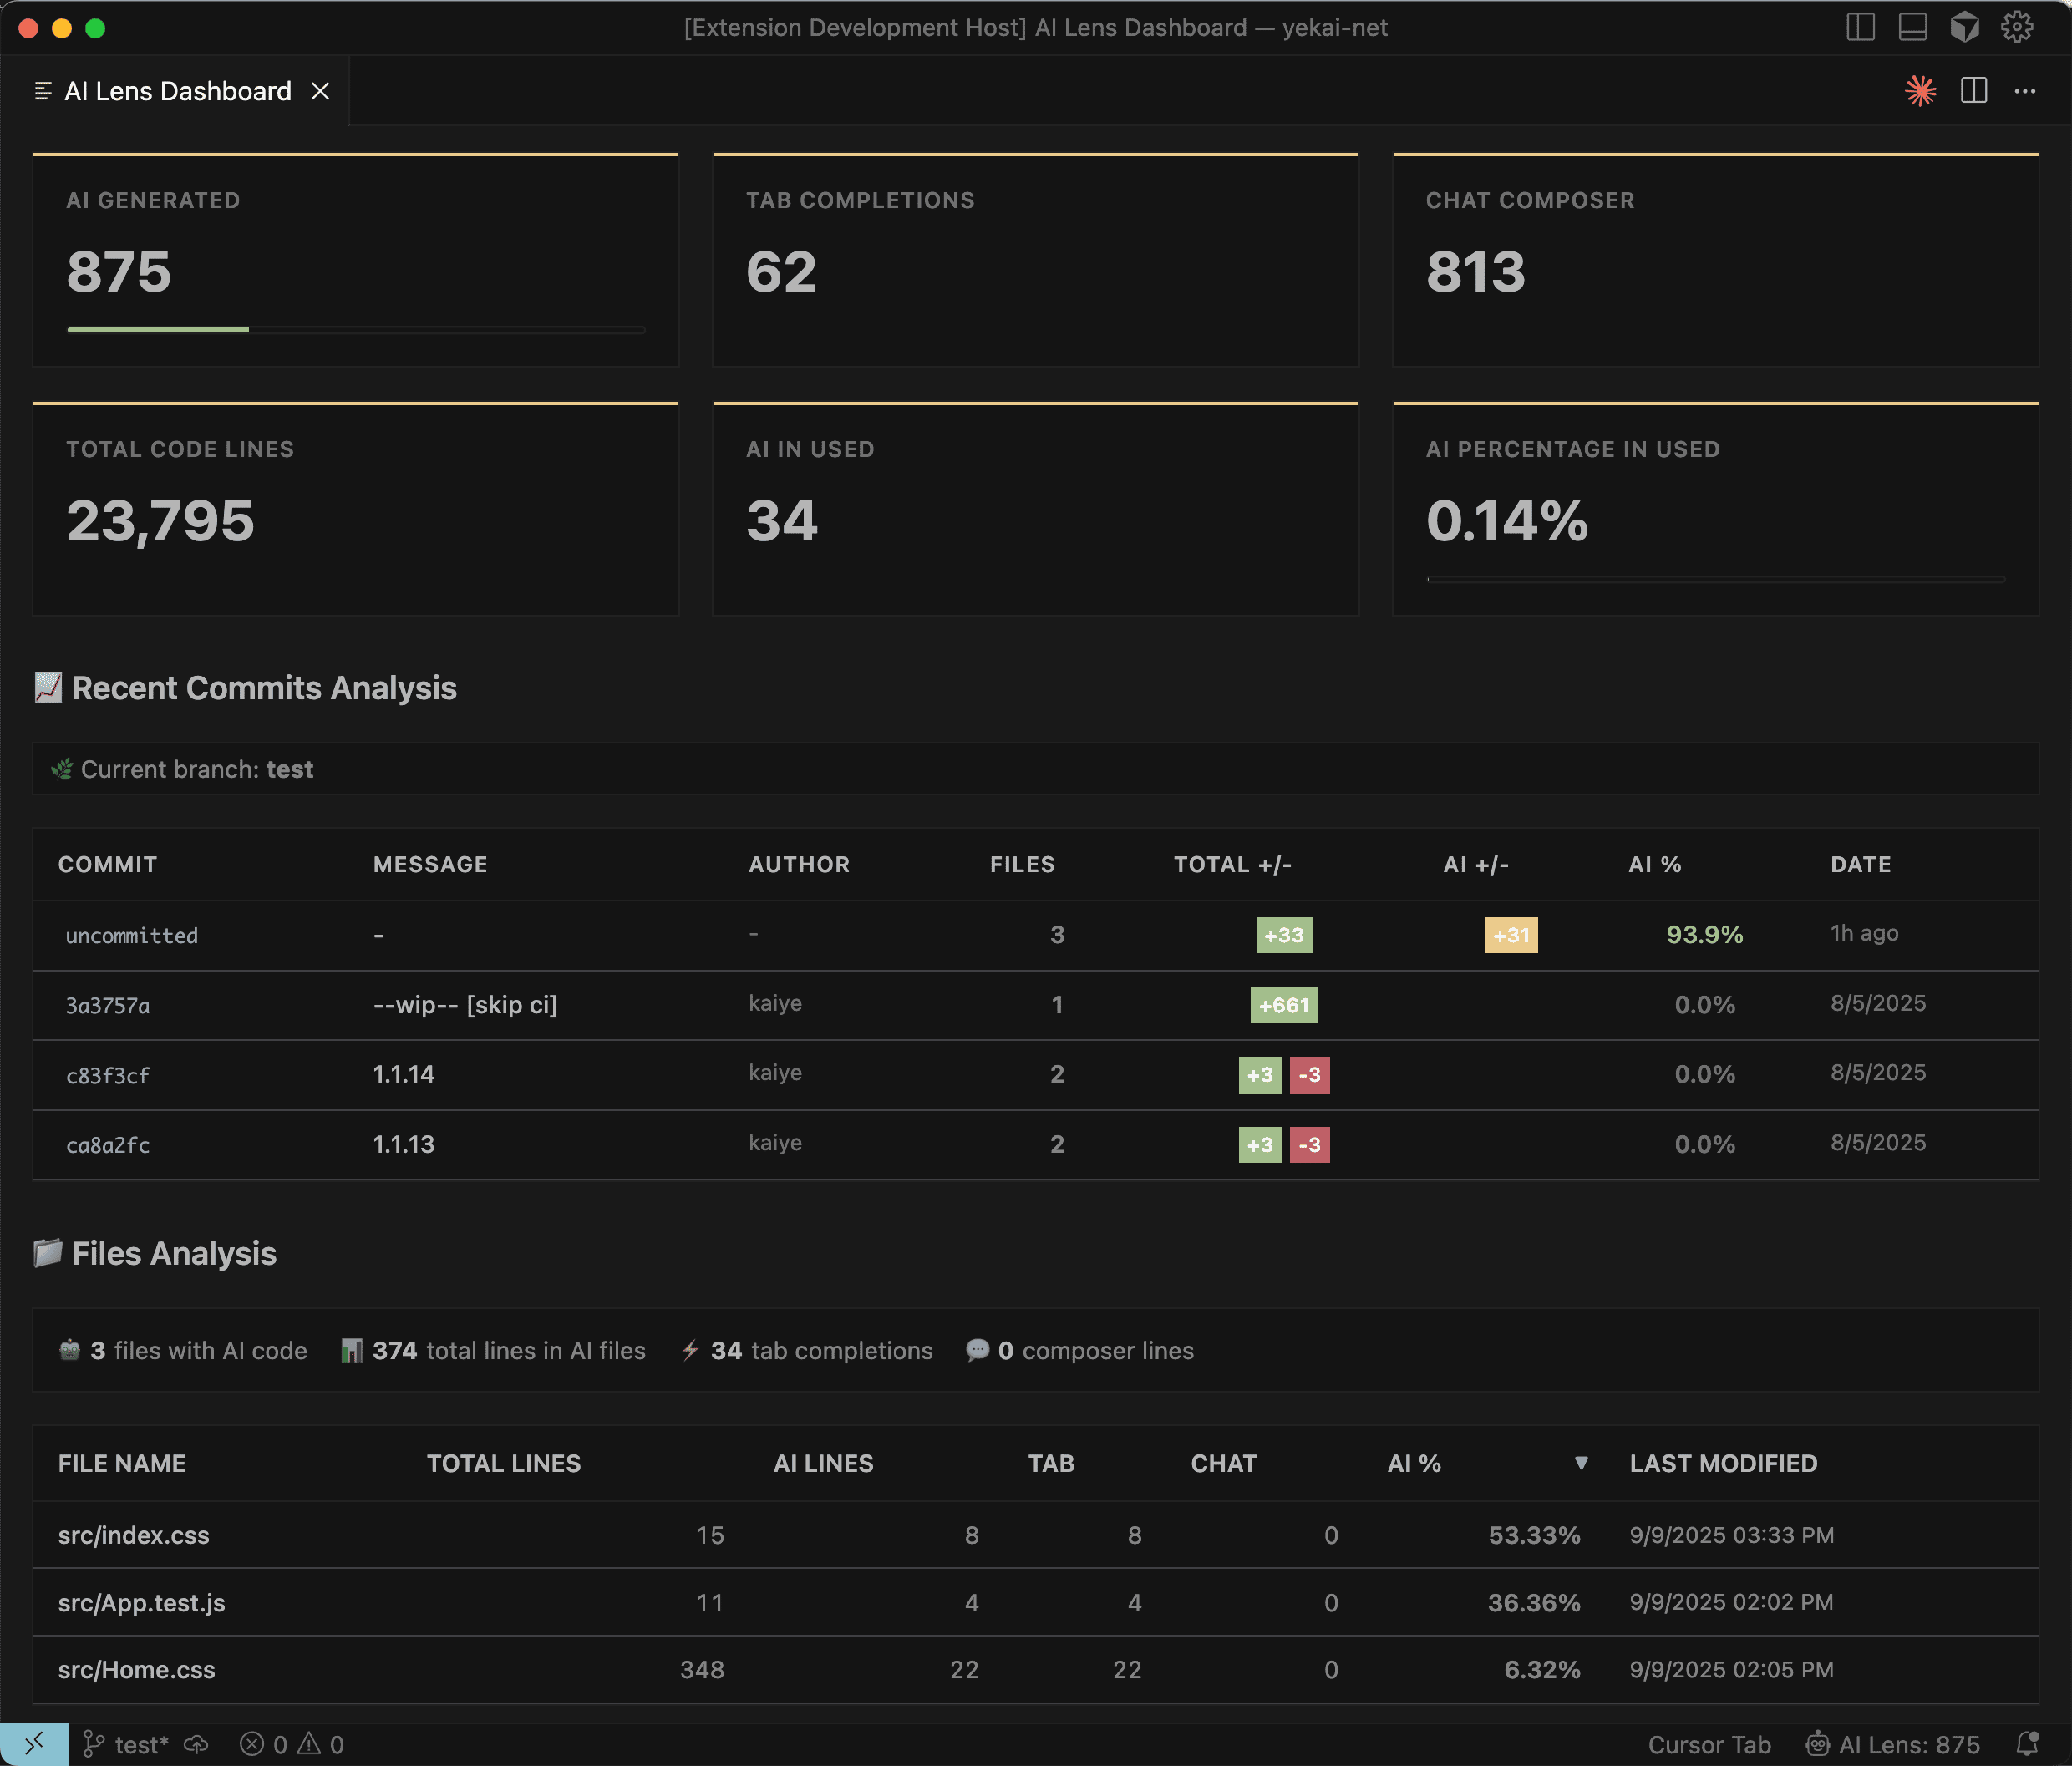 [Extension Development Host] AI Lens Dashboard — yekai-net
AI Lens Dashboard
AI GENERATED
875
TAB COMPLETIONS
62
CHAT COMPOSER
813
TOTAL CODE LINES
23,795
AI IN USED
34
AI PERCENTAGE IN USED
0.14%
📈 Recent Commits Analysis
🌿 Current branch: test
COMMIT MESSAGE AUTHOR FILES TOTAL +/- AI +/- AI % DATE
uncommitted - - 3 +33 +31 93.9% 1h ago
3a3757a --wip-- [skip ci] kaiye 1 +661 0.0% 8/5/2025
c83f3cf 1.1.14 kaiye 2 +3 -3 0.0% 8/5/2025
ca8a2fc 1.1.13 kaiye 2 +3 -3 0.0% 8/5/2025
📁 Files Analysis
🤖 3 files with AI code 📊 374 total lines in AI files ⚡ 34 tab completions 💬 0 composer lines
FILE NAME TOTAL LINES AI LINES TAB CHAT AI % ▼ LAST MODIFIED
src/index.css 15 8 8 0 53.33% 9/9/2025 03:33 PM
src/App.test.js 11 4 4 0 36.36% 9/9/2025 02:02 PM
src/Home.css 348 22 22 0 6.32% 9/9/2025 02:05 PM
test* 0 0 Cursor Tab AI Lens: 875